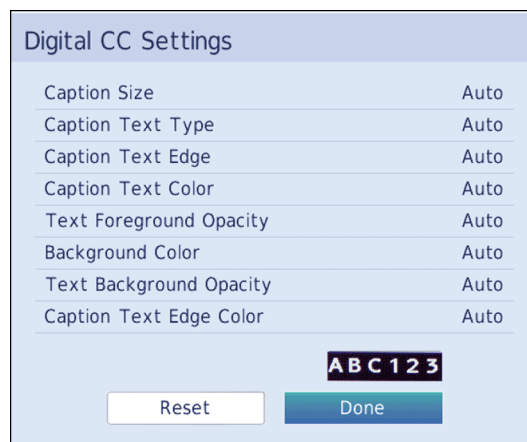 Digital CC Settings
Caption Size Auto
Caption Text Type Auto
Caption Text Edge Auto
Caption Text Color Auto
Text Foreground Opacity Auto
Background Color Auto
Text Background Opacity Auto
Caption Text Edge Color Auto
ABC123
Reset Done